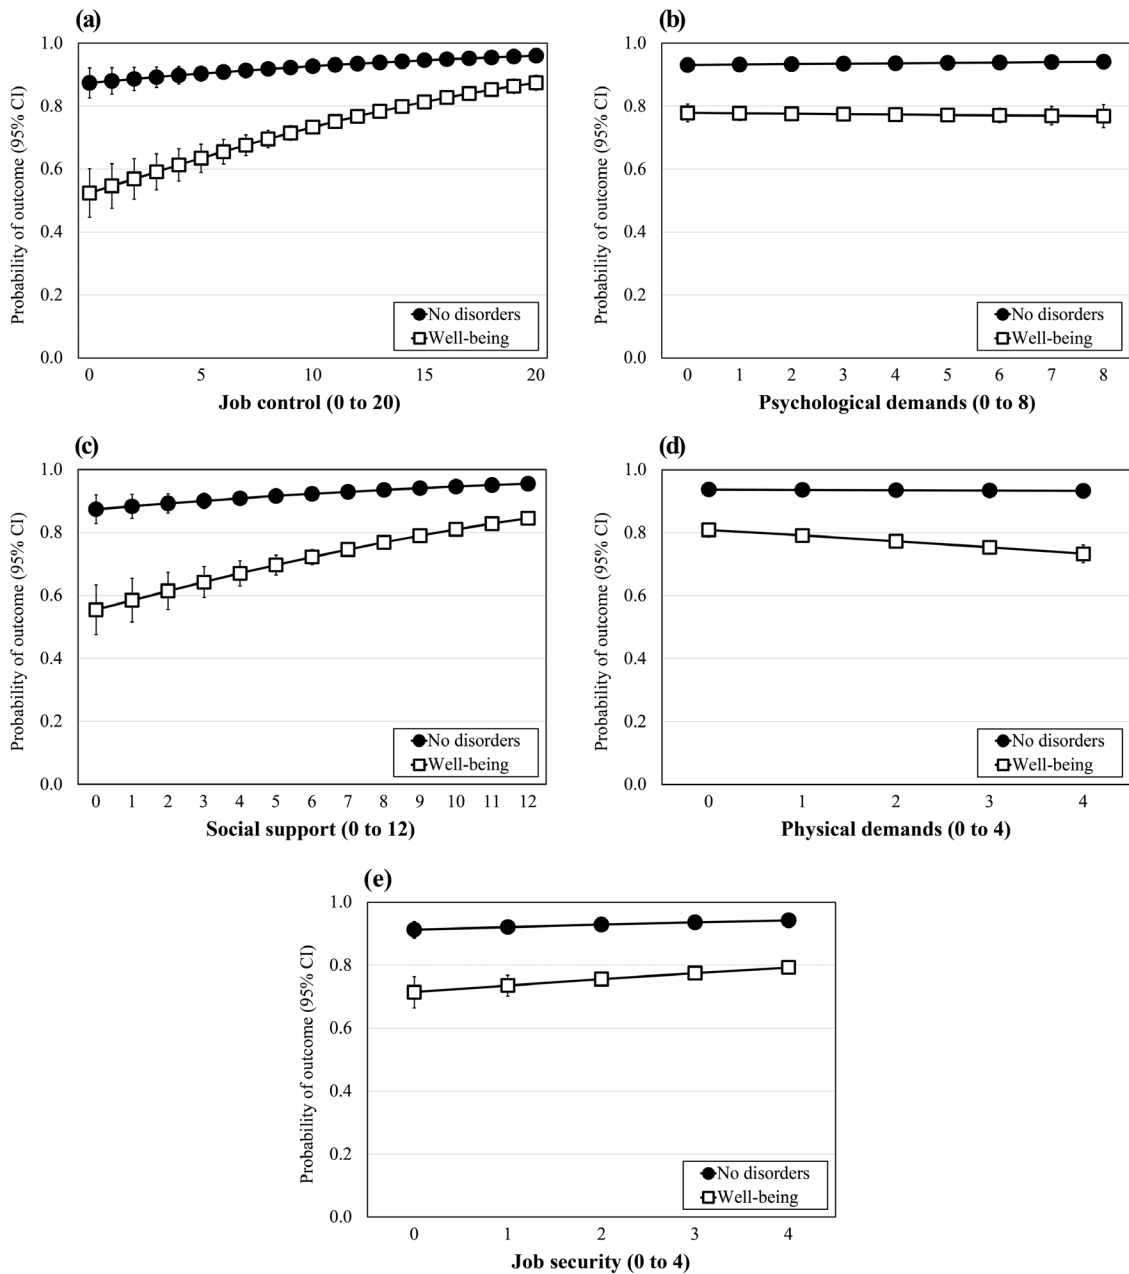 (a)
Probability of outcome (95% CI)
1.0
0.8
0.6
0.4
0.2
0.0
No disorders
Well-being
0 5 10 15 20
Job control (0 to 20)
(b)
Probability of outcome (95% CI)
1.0
0.8
0.6
0.4
0.2
0.0
No disorders
Well-being
0 1 2 3 4 5 6 7 8
Psychological demands (0 to 8)
(c)
Probability of outcome (95% CI)
1.0
0.8
0.6
0.4
0.2
0.0
No disorders
Well-being
0 1 2 3 4 5 6 7 8 9 10 11 12
Social support (0 to 12)
(d)
Probability of outcome (95% CI)
1.0
0.8
0.6
0.4
0.2
0.0
No disorders
Well-being
0 1 2 3 4
Physical demands (0 to 4)
(e)
Probability of outcome (95% CI)
1.0
0.8
0.6
0.4
0.2
0.0
No disorders
Well-being
0 1 2 3 4
Job security (0 to 4)